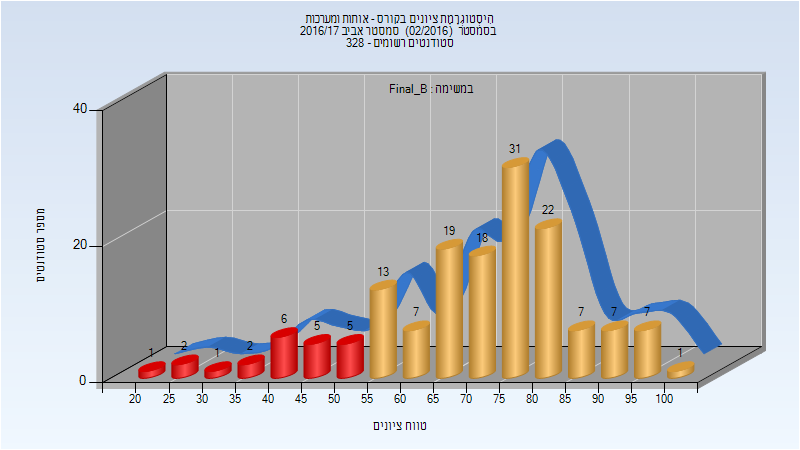 היסטוגרמת ציונים בקורס - אותות ומערכות
בסמסטר (02/2016) סמסטר אביב 2016/17
סטודנטים רשומים - 328
במשימה : Final_B
מספר סטודנטים
40
20
0
1 2 1 2 6 5 5 13 7 19 18 31 22 7 7 7 1
20 25 30 35 40 45 50 55 60 65 70 75 80 85 90 95 100
טווח ציונים